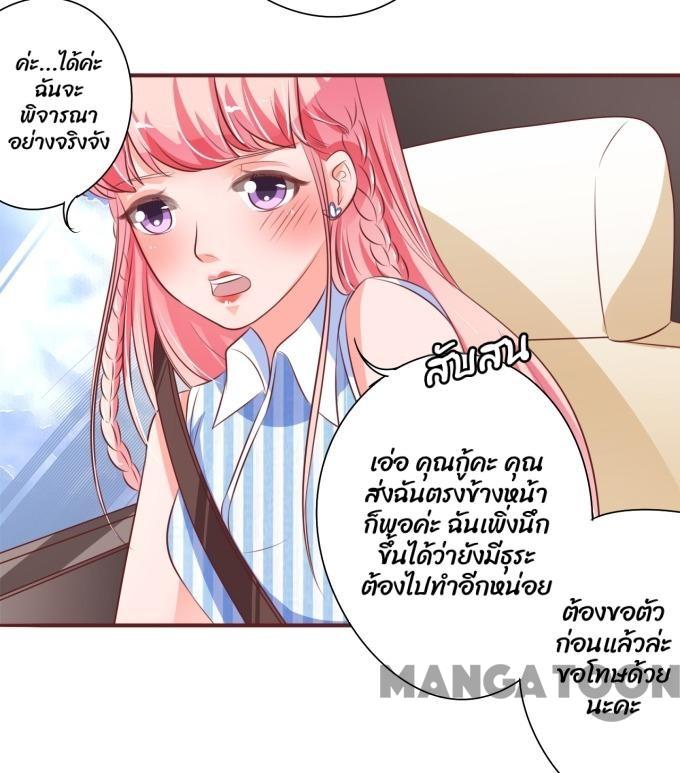 ค่ะ...ได้ค่ะ
ฉันจะ
พิจารณา
อย่างจริงจัง
สับสน
เอ่อ คุณกู้คะ คุณ
ส่งฉันตรงข้างหน้า
ก็พอค่ะ ฉันเพิ่งนึก
ขึ้นได้ว่ายังมีธุระ
ต้องไปทำอีกหน่อย
ต้องขอตัว
ก่อนแล้วล่ะ
ขอโทษด้วย
นะคะ
MANGATOON